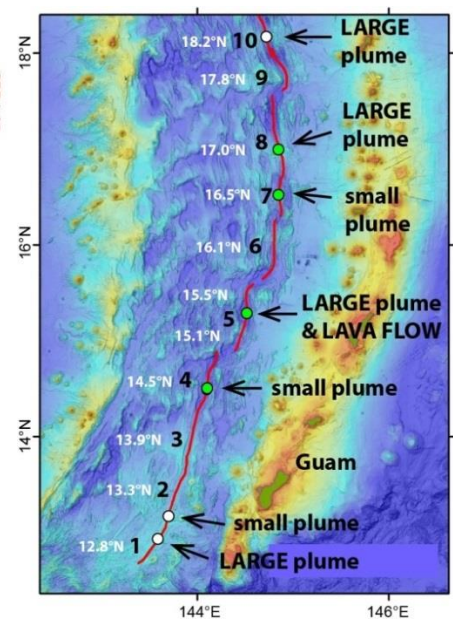 18°N
18.2°N 10
LARGE
plume
17.8°N 9
LARGE
plume
8
17.0°N
16.5°N 7
small
plume
16°N
16.1°N 6
15.5°N
LARGE plume
& LAVA FLOW
5
15.1°N
14.5°N 4
small plume
14°N
13.9°N 3
Guam
13.3°N 2
small plume
12.8°N 1
LARGE plume
144°E
146°E